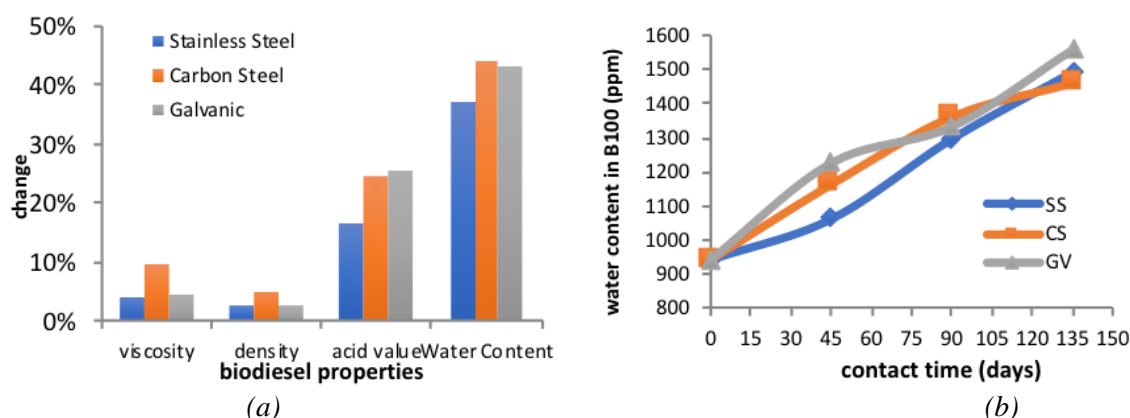 50%
40%
30%
20%
10%
0%
change
Stainless Steel
Carbon Steel
Galvanic
viscosity density acid value Water Content
biodiesel properties
(a)
1600
1500
1400
1300
1200
1100
1000
900
800
water content in B100 (ppm)
SS
CS
GV
0 15 30 45 60 75 90 105 120 135 150
contact time (days)
(b)